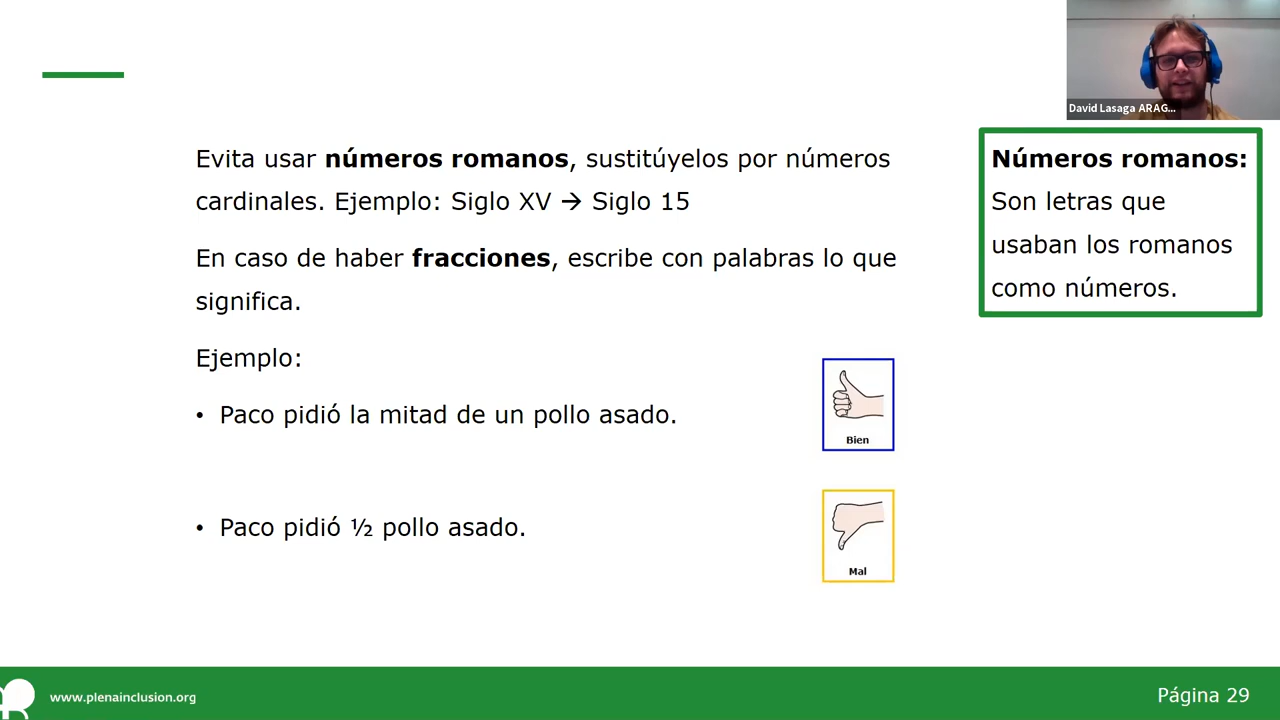 David Lasaga ARAG...
Evita usar números romanos, sustitúyelos por números
cardinales. Ejemplo: Siglo XV → Siglo 15
En caso de haber fracciones, escribe con palabras lo que
significa.
Ejemplo:
• Paco pidió la mitad de un pollo asado.
Bien
• Paco pidió ½ pollo asado.
Mal
Números romanos:
Son letras que
usaban los romanos
como números.
www.plenainclusion.org
Página 29